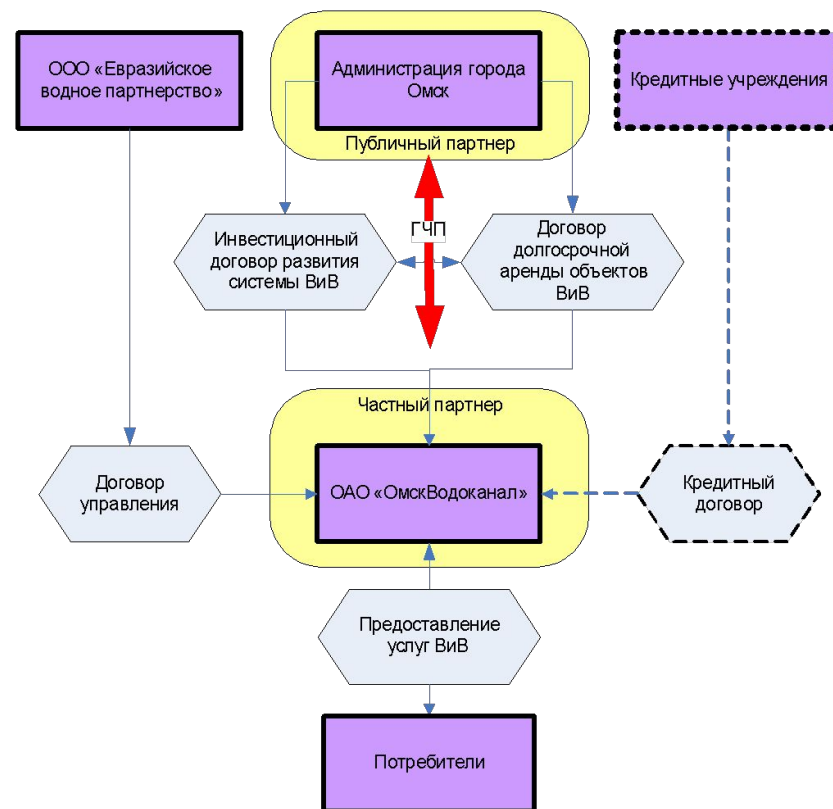 ООО «Евразийское
водное партнерство»
Администрация города
Омск
Кредитные учреждения
Публичный партнер
ГЧП
Инвестиционный
договор развития
системы ВиВ
Договор
долгосрочной
аренды объектов
ВиВ
Частный партнер
Договор
управления
ОАО «ОмскВодоканал»
Кредитный
договор
Предоставление
услуг ВиВ
Потребители